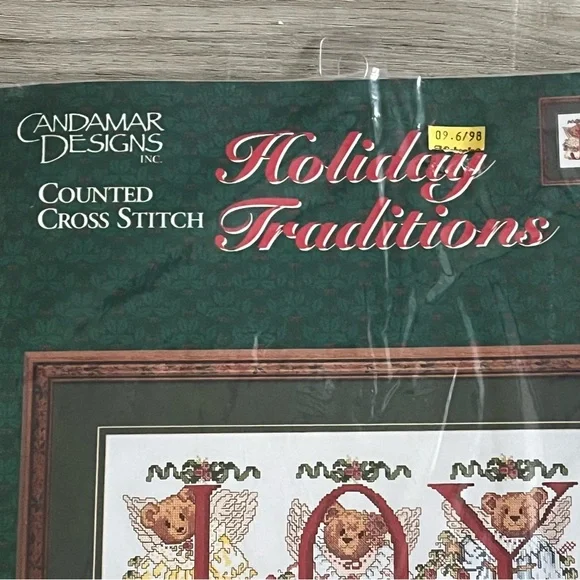 CANDAMAR
DESIGNS
INC.
COUNTED
CROSS STITCH
Holiday
Traditions
09.6/98
JOY